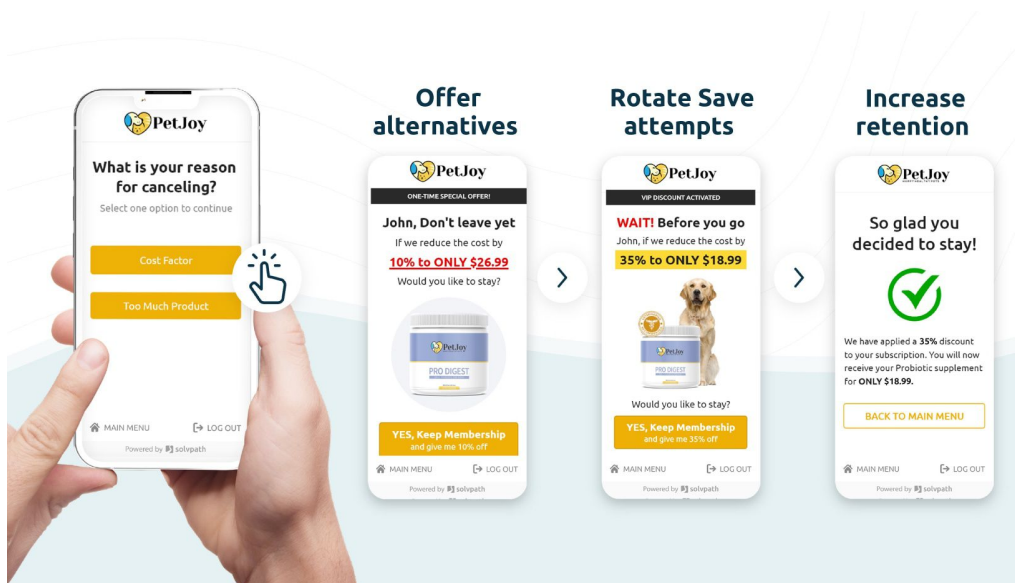 PetJoy
What is your reason
for canceling?
Select one option to continue
Cost Factor
Too Much Product
MAIN MENU
LOG OUT
Powered by solvpath
Offer
alternatives
PetJoy
ONE-TIME SPECIAL OFFER!
John, Don't leave yet
If we reduce the cost by
10% to ONLY $26.99
Would you like to stay?
PetJoy
PRO DIGEST
YES, Keep Membership
and give me 10% off
MAIN MENU
LOG OUT
Powered by solvpath
Rotate Save
attempts
PetJoy
VIP DISCOUNT ACTIVATED
WAIT! Before you go
John, if we reduce the cost by
35% to ONLY $18.99
PetJoy
PRO DIGEST
Would you like to stay?
YES, Keep Membership
and give me 35% off
MAIN MENU
LOG OUT
Powered by solvpath
Increase
retention
PetJoy
So glad you
decided to stay!
We have applied a 35% discount
to your subscription. You will now
receive your Probiotic supplement
for ONLY $18.99.
BACK TO MAIN MENU
MAIN MENU
LOG OUT
Powered by solvpath